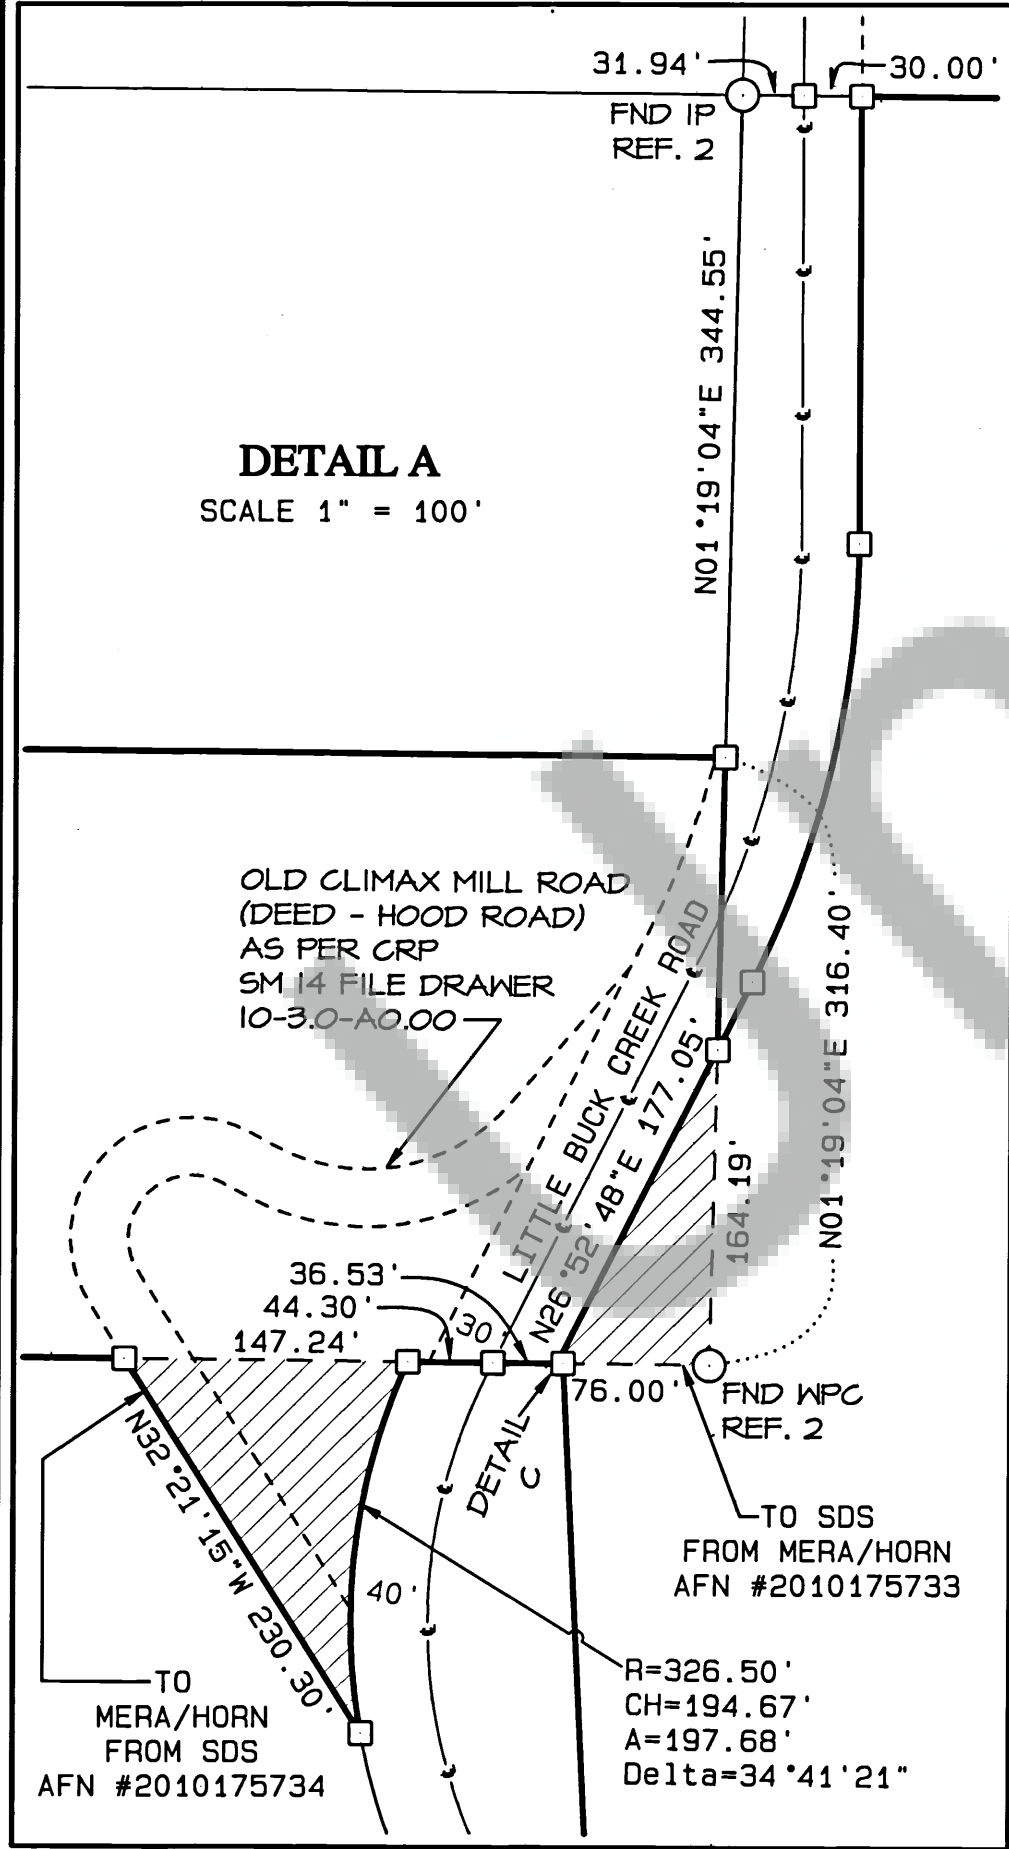 31.94'
30.00'
FND IP
REF. 2
N01°19'04"E 344.55'
DETAIL A
SCALE 1" = 100'
OLD CLIMAX MILL ROAD
(DEED - HOOD ROAD)
AS PER CRP
SM 14 FILE DRAWER
10-3.0-A0.00
LITTLE BUCK CREEK ROAD
N26°52'48"E 177.05'
164.19'
N01°19'04"E 316.40'
36.53'
44.30'
147.24'
30'
76.00'
FND WPC
REF. 2
DETAIL
C
N32°21'15"W 230.30'
40'
TO SDS
FROM MERA/HORN
AFN #2010175733
TO
MERA/HORN
FROM SDS
AFN #2010175734
R=326.50'
CH=194.67'
A=197.68'
Delta=34°41'21"